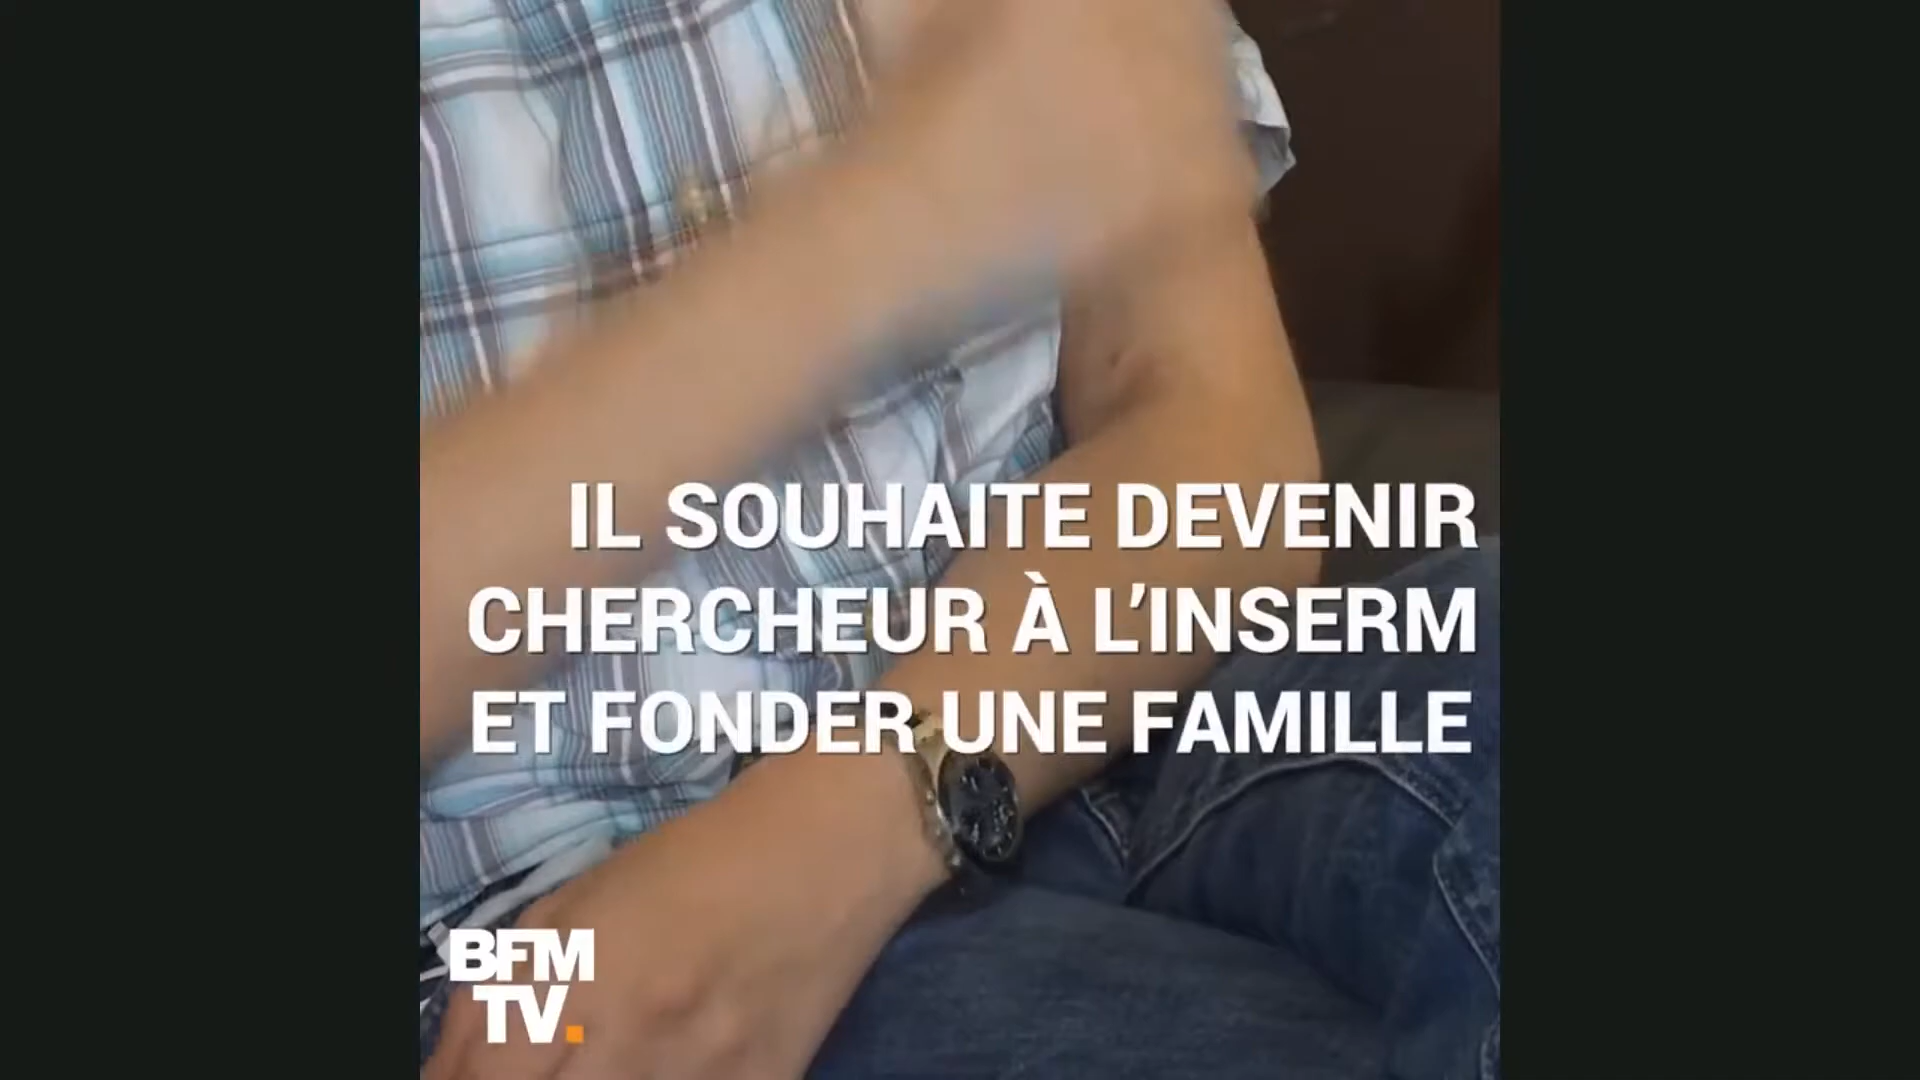 IL SOUHAITE DEVENIR
CHERCHEUR À L'INSERM
ET FONDER UNE FAMILLE
BFM
TV.